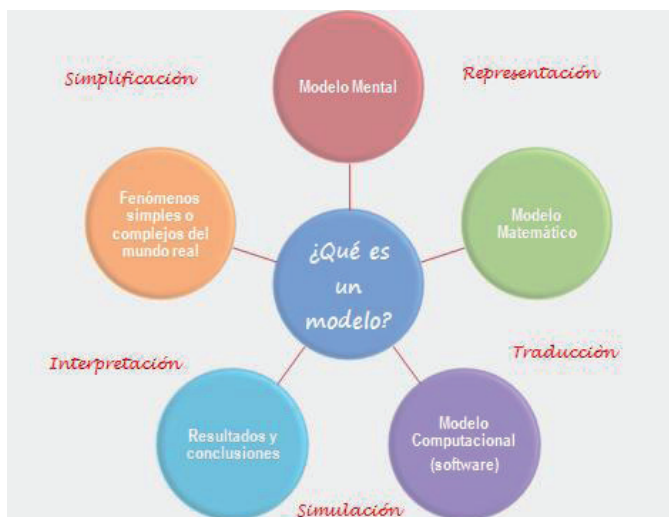 Simplificación
Representación
Modelo Mental
Fenómenos
simples o
complejos del
mundo real
Modelo
Matemático
¿Qué es
un
modelo?
Interpretación
Traducción
Resultados y
conclusiones
Modelo
Computacional
(software)
Simulación